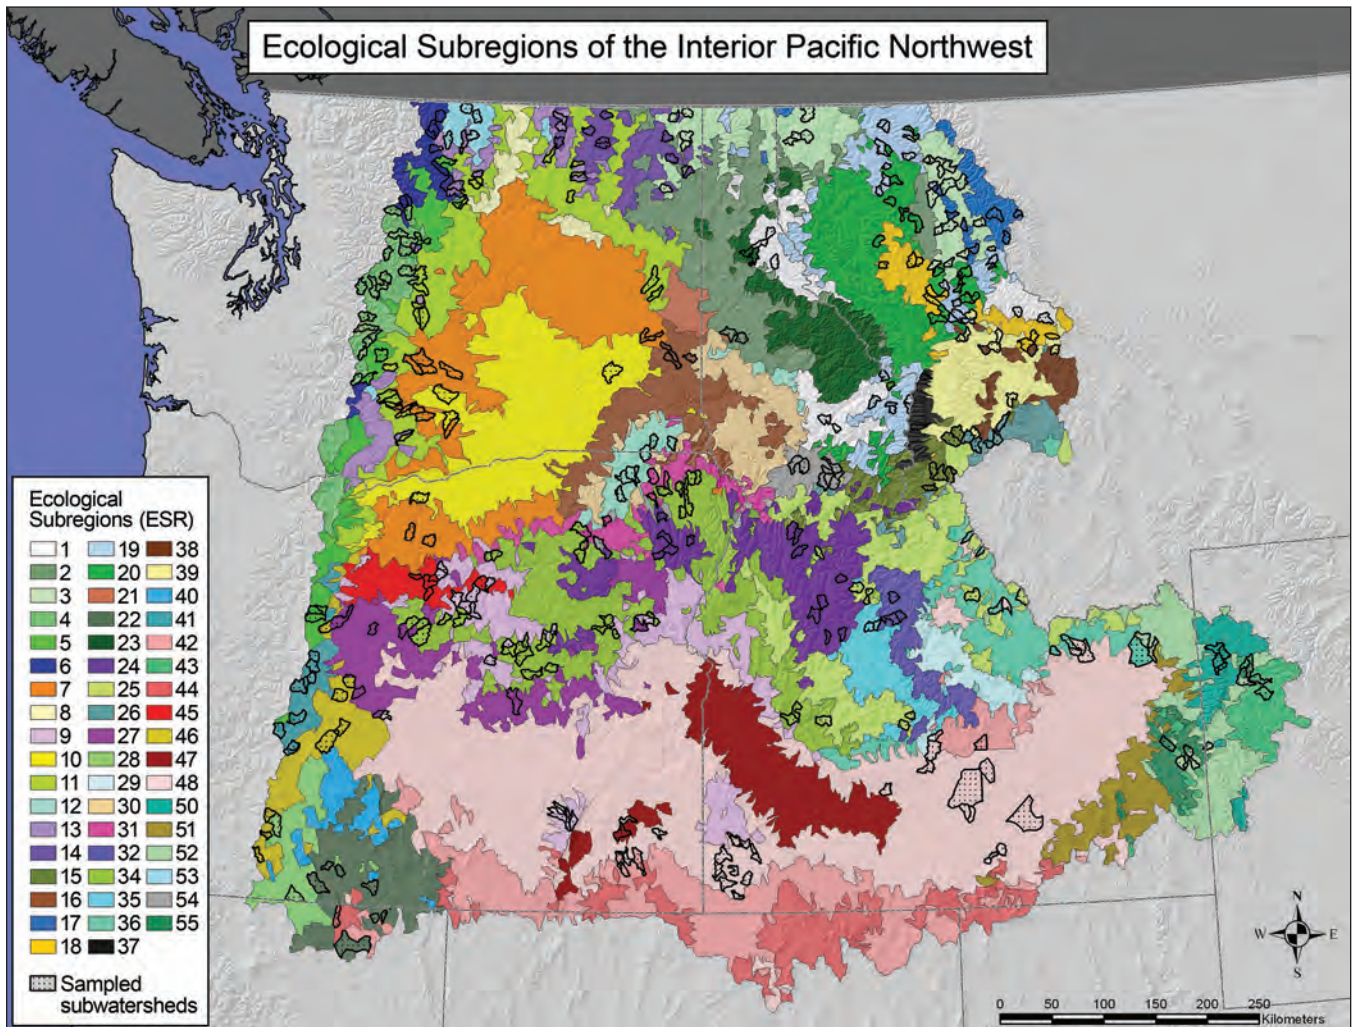 Ecological Subregions of the Interior Pacific Northwest
Ecological
Subregions (ESR)
1 19 38
2 20 39
3 21 40
4 22 41
5 23 42
6 24 43
7 25 44
8 26 45
9 27 46
10 28 47
11 29 48
12 30 50
13 31 51
14 32 52
15 34 53
16 35 54
17 36 55
18 37
Sampled
subwatersheds
N
W E
S
0 50 100 150 200 250
Kilometers